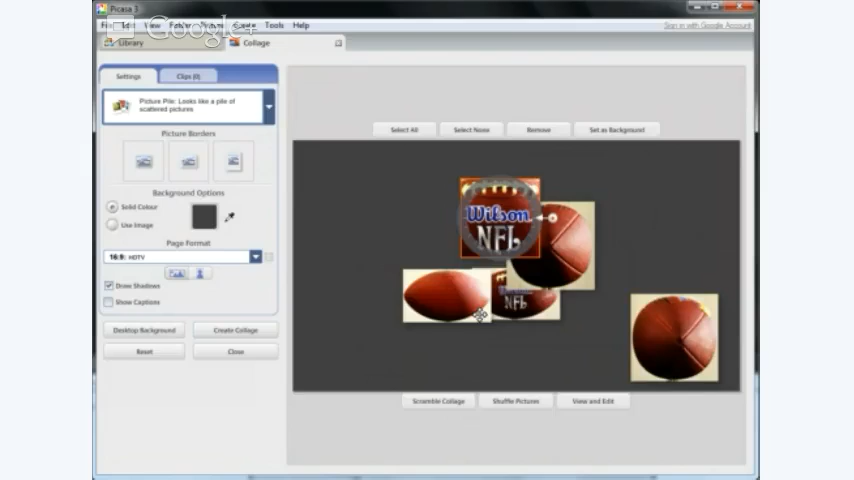 Picasa 3
File Edit View Folder Picture Create Tools Help
Sign in with Google Account
Google+
Library
Collage
Settings
Clips (0)
Picture Pile: Looks like a pile of
scattered pictures
Picture Borders
Background Options
Solid Colour
Use Image
Page Format
16:9: HDTV
Draw Shadows
Show Captions
Desktop Background
Create Collage
Reset
Close
Select All
Select None
Remove
Set as Background
Wilson
NFL
NFL
Scramble Collage
Shuffle Pictures
View and Edit